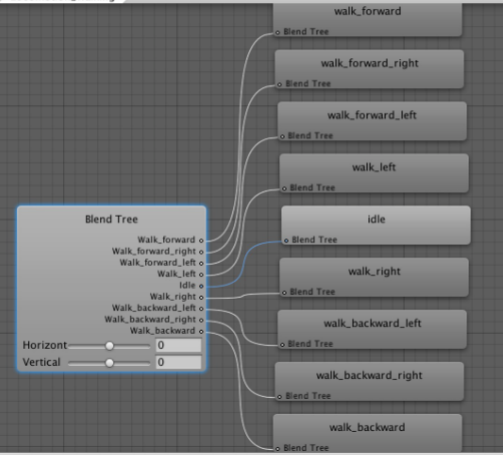 walk_forward
Blend Tree
walk_forward_right
Blend Tree
walk_forward_left
Blend Tree
walk_left
Blend Tree
idle
Blend Tree
walk_right
Blend Tree
walk_backward_left
Blend Tree
walk_backward_right
Blend Tree
walk_backward
Blend Tree
Blend Tree
Walk_forward
Walk_forward_right
Walk_forward_left
Walk_left
Idle
Walk_right
Walk_backward_left
Walk_backward_right
Walk_backward
Horizont 0
Vertical 0